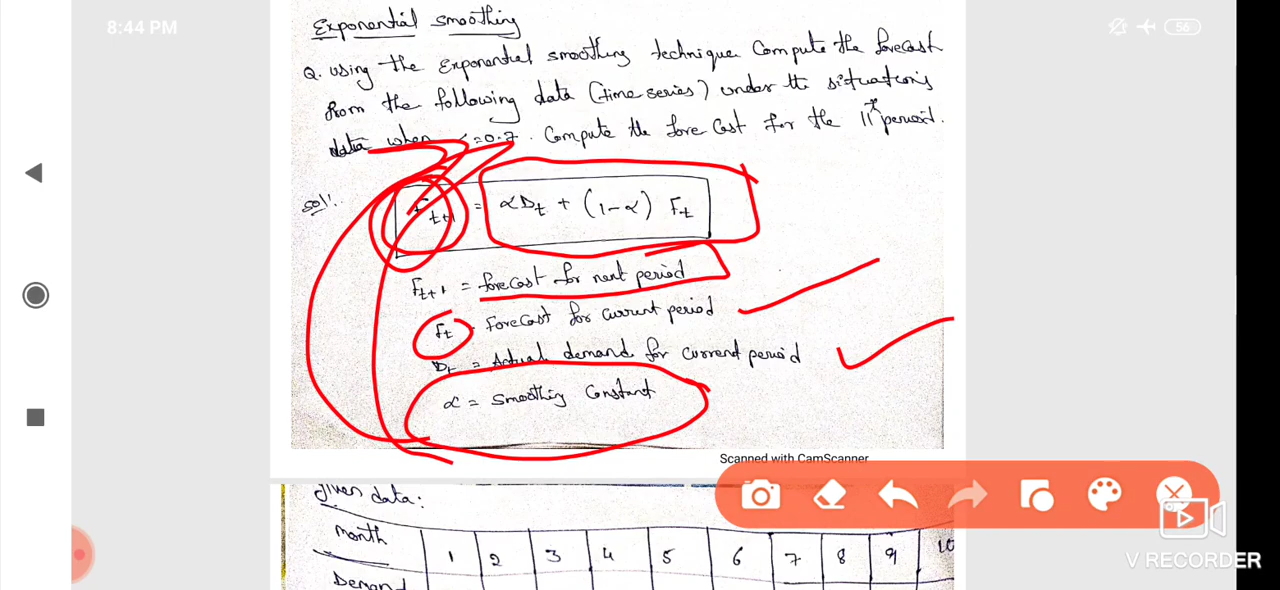 8:44 PM
56
Exponential smoothing
Q. Using the Exponential smoothing technique Compute the forecast
from the following data (time series) under the situation's
data when α=0.7. Compute the fore Cast for the 11th period.
Sol:
Ft+1 = αDt + (1-α) Ft
Ft+1 = forecast for next period
Ft = ForeCast for current period
Dt = Actual demand for current period
α = Smoothing Constant
Scanned with CamScanner
given data:
Month 1 2 3 4 5 6 7 8 9 10
Demand
V RECORDER